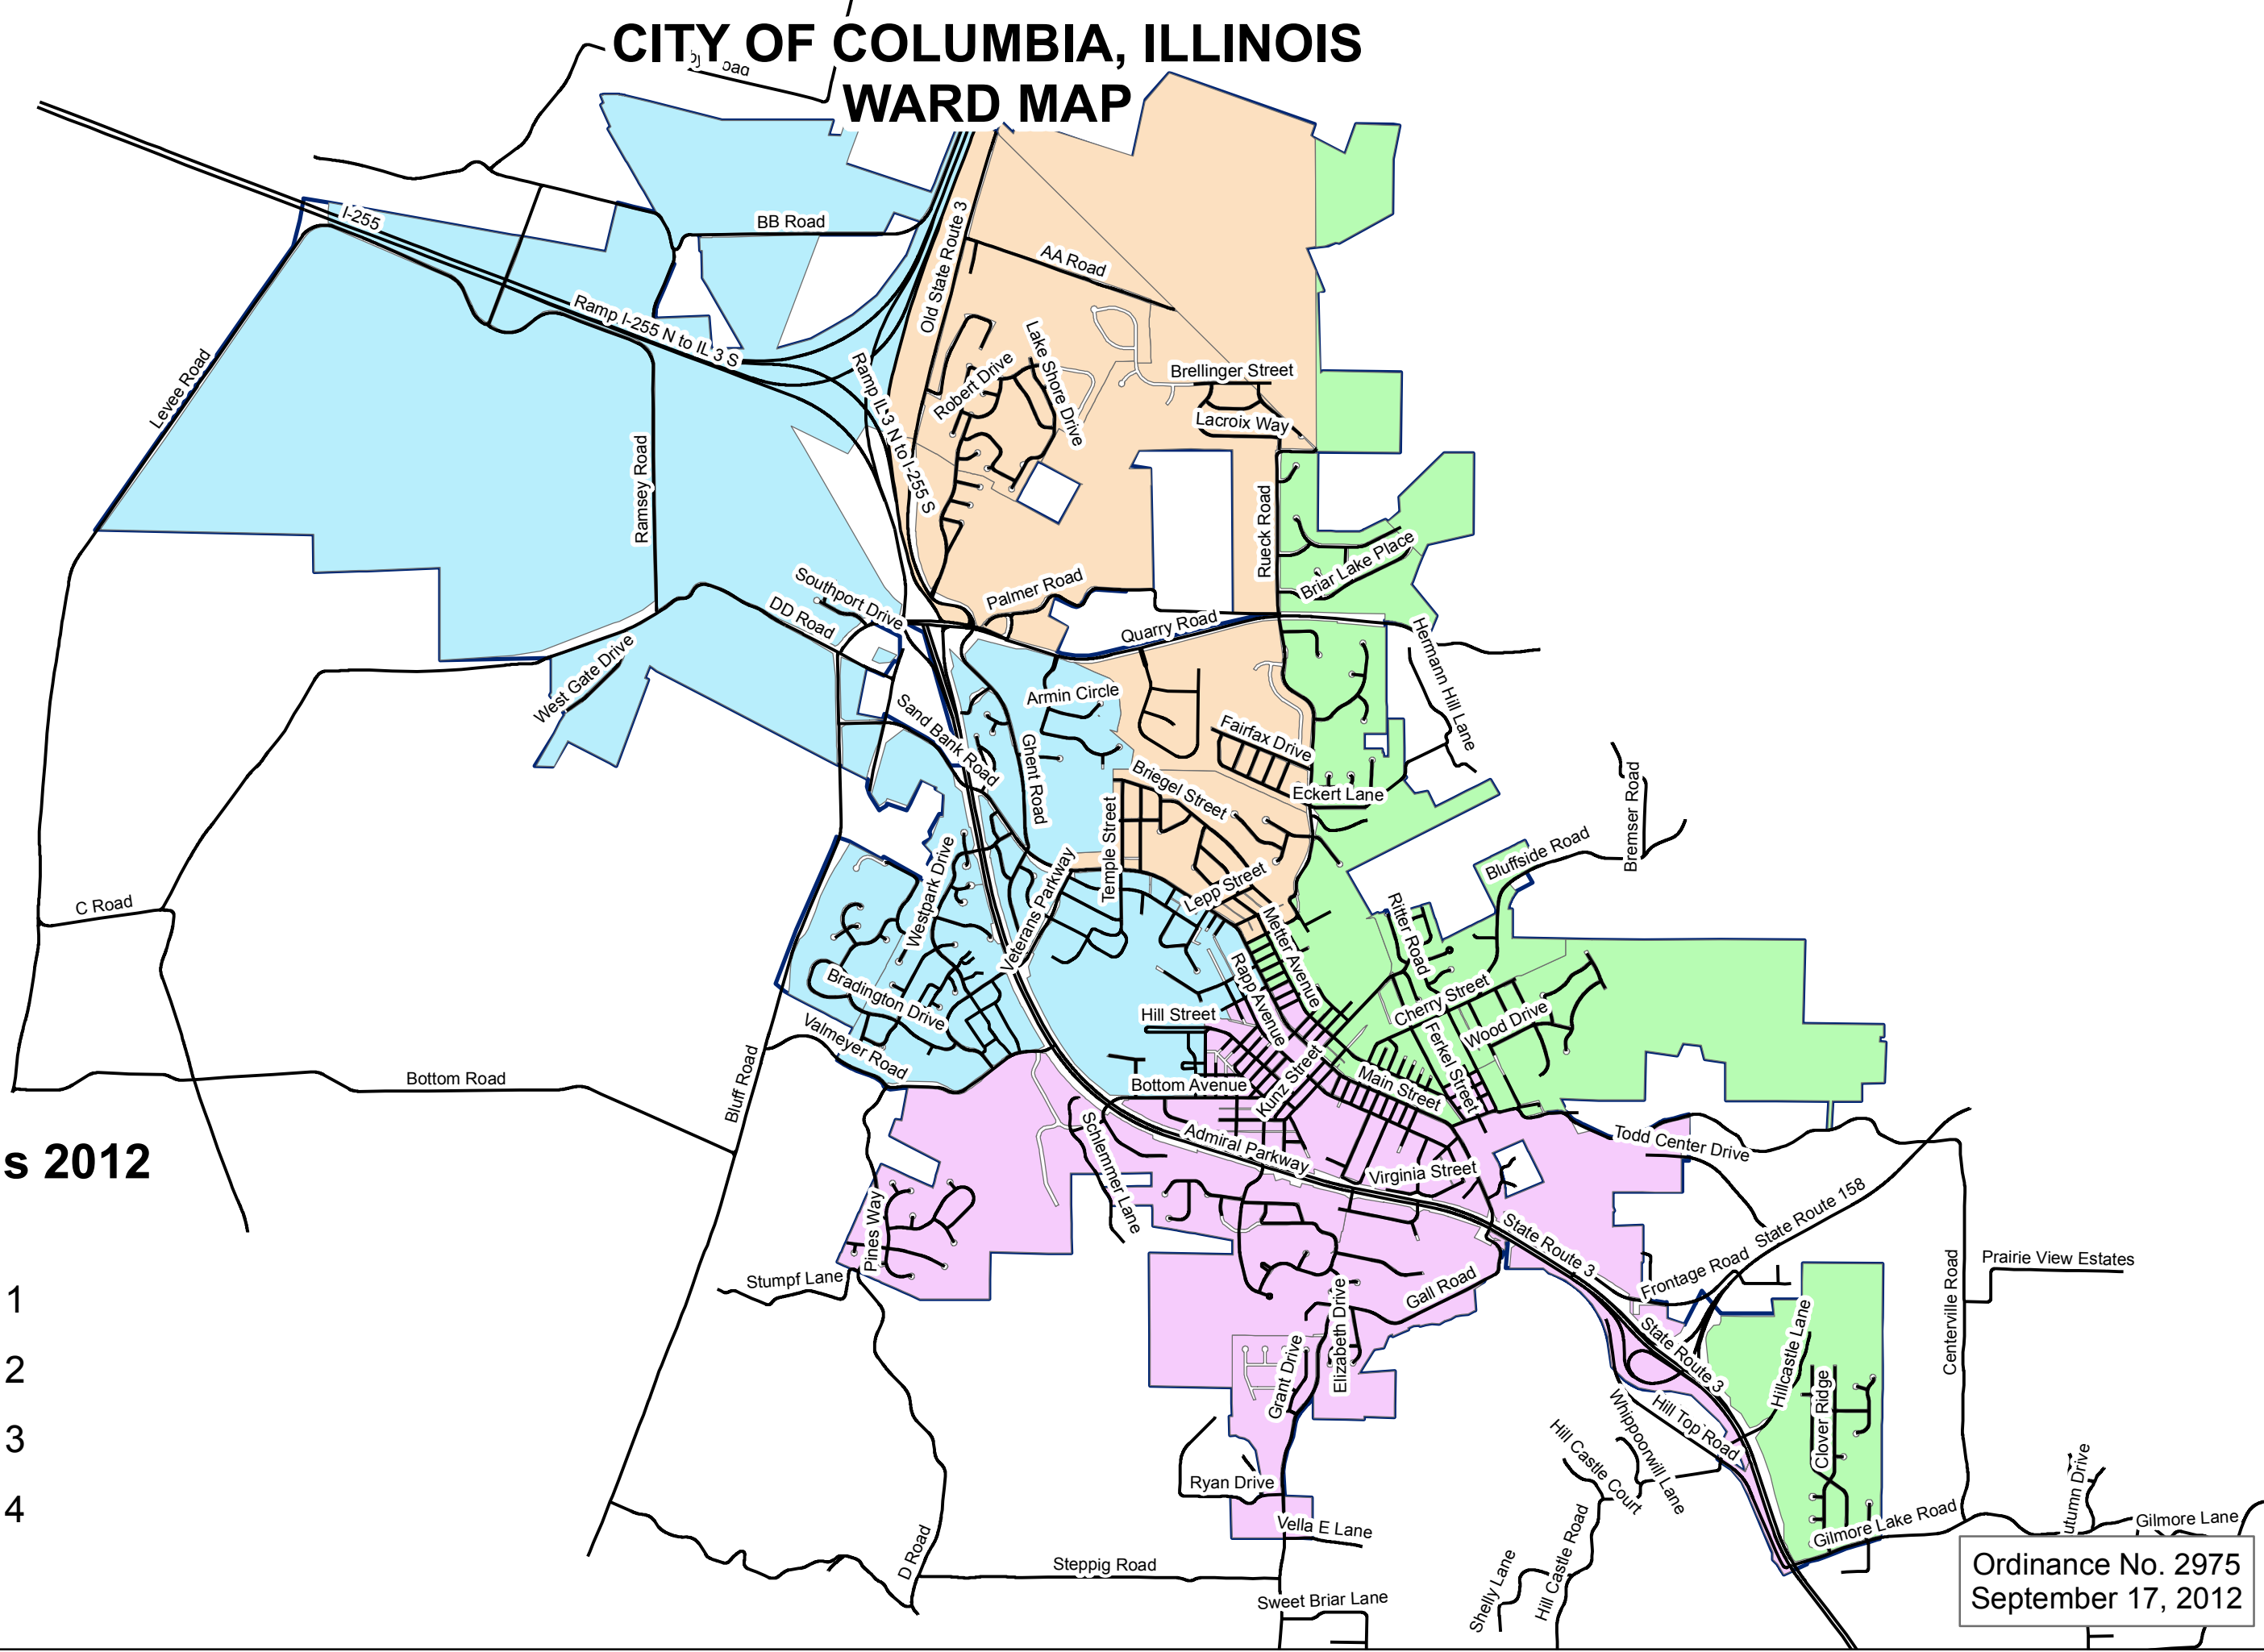 CITY OF COLUMBIA, ILLINOIS
WARD MAP
oad
I-255
BB Road
Old State Route 3
AA Road
Ramp I-255 N to IL 3 S
Levee Road
Ramp IL 3 N to I-255 S
Robert Drive
Lake Shore Drive
Brellinger Street
Lacroix Way
Ramsey Road
Rueck Road
Briar Lake Place
Southport Drive
DD Road
Palmer Road
Quarry Road
Hermann Hill Lane
West Gate Drive
Armin Circle
Sand Bank Road
Ghent Road
Fairfax Drive
Briegel Street
Eckert Lane
Temple Street
Bremser Road
Bluffside Road
Westpark Drive
Veterans Parkway
Lepp Street
Metter Avenue
Ritter Road
C Road
Rapp Avenue
Bradington Drive
Cherry Street
Wood Drive
Hill Street
Valmeyer Road
Ferkel Street
Bottom Road
Bluff Road
Bottom Avenue
Kunz Street
Main Street
Schlemmer Lane
Admiral Parkway
Virginia Street
Todd Center Drive
s 2012
Pines Way
State Route 3
State Route 158
Frontage Road
Stumpf Lane
Gall Road
Elizabeth Drive
Grant Drive
Centerville Road
Prairie View Estates
1
2
3
4
State Route 3
Hillcastle Lane
Clover Ridge
Hill Top Road
Whippoorwill Lane
Hill Castle Court
Ryan Drive
Vella E Lane
Gilmore Lake Road
utumn Drive
Gilmore Lane
D Road
Steppig Road
Shelly Lane
Hill Castle Road
Sweet Briar Lane
Ordinance No. 2975
September 17, 2012